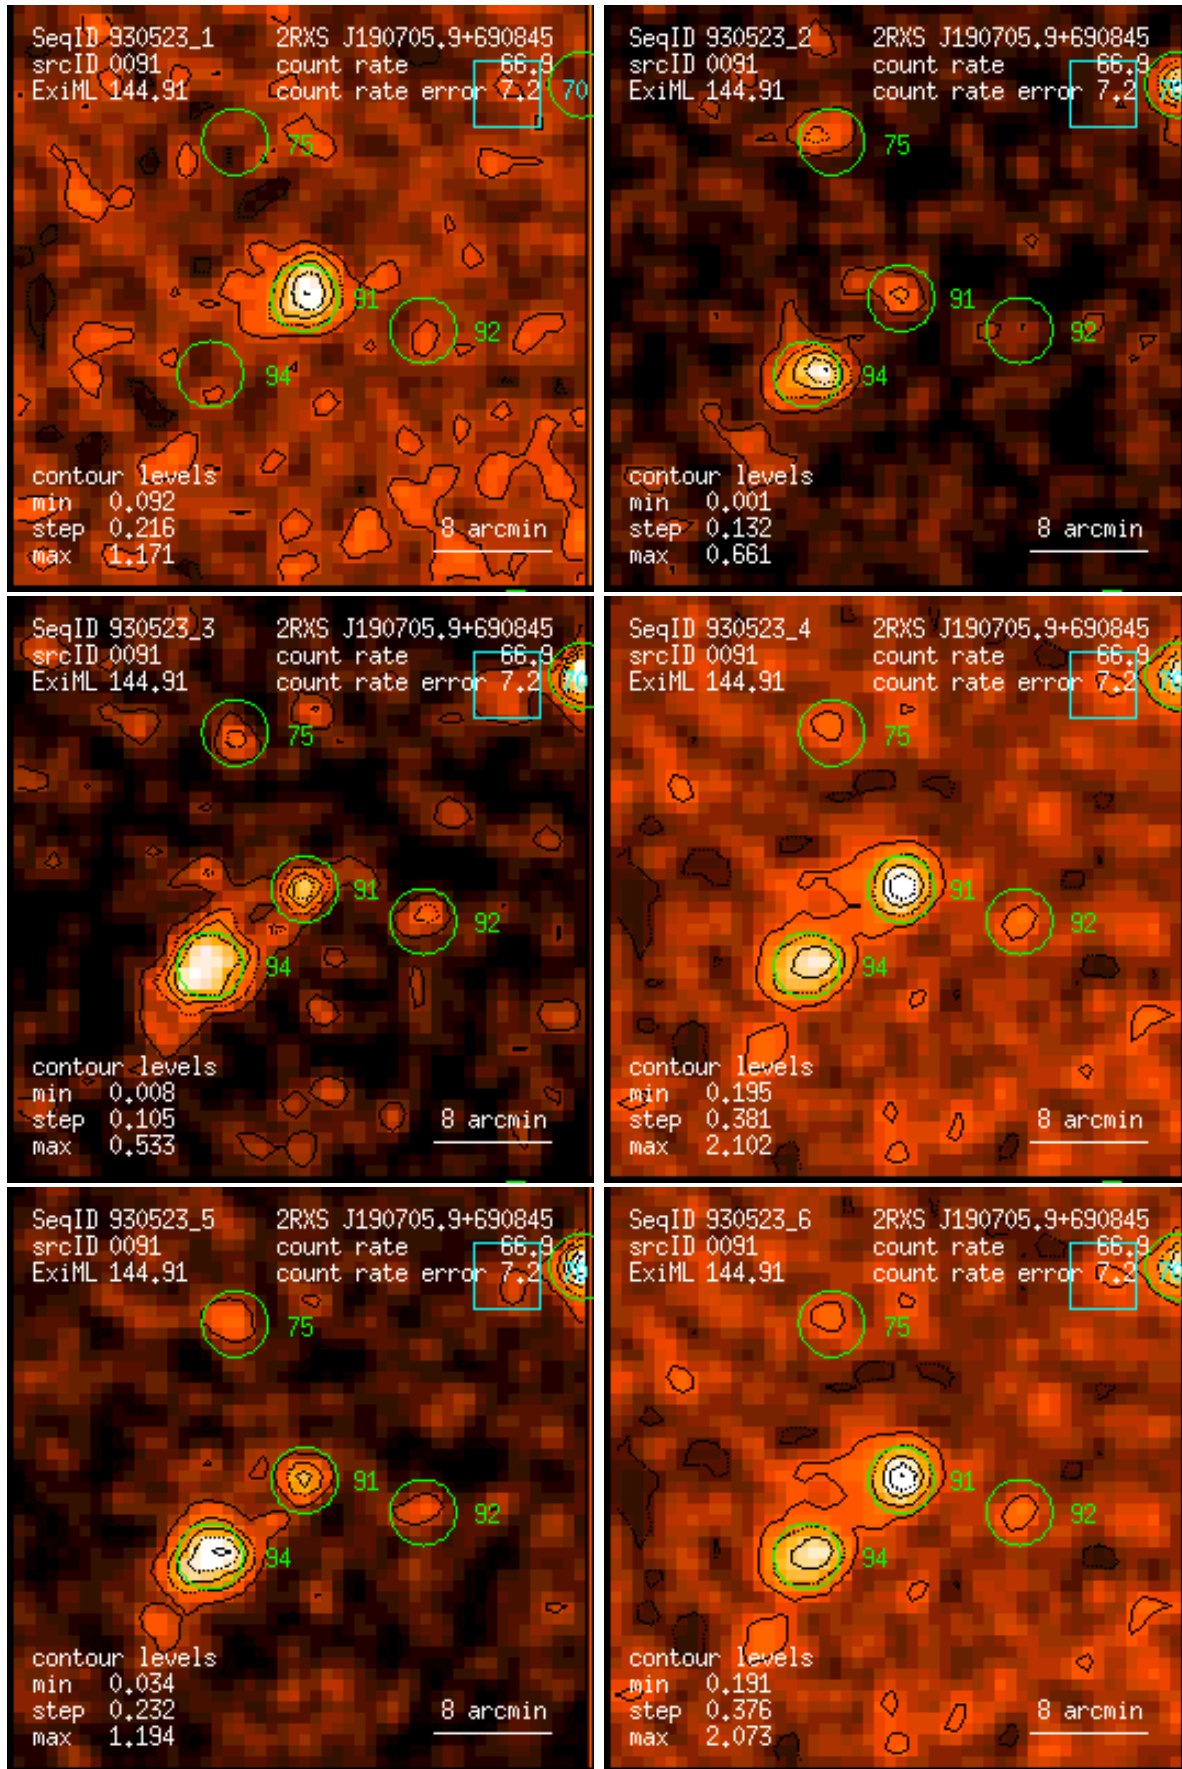 SeqID 930523_1 2RXS J190705.9+690845
srcID 0091 count rate 66.9
ExiML 144.91 count rate error 7.2 70
75
91
92
94
contour levels
min 0.092
step 0.216 8 arcmin
max 1.171
SeqID 930523_2 2RXS J190705.9+690845
srcID 0091 count rate 66.9
ExiML 144.91 count rate error 7.2 70
75
91
92
94
contour levels
min 0.001
step 0.132 8 arcmin
max 0.661
SeqID 930523_3 2RXS J190705.9+690845
srcID 0091 count rate 66.9
ExiML 144.91 count rate error 7.2 70
75
91
92
94
contour levels
min 0.008
step 0.105 8 arcmin
max 0.533
SeqID 930523_4 2RXS J190705.9+690845
srcID 0091 count rate 66.9
ExiML 144.91 count rate error 7.2 70
75
91
92
94
contour levels
min 0.195
step 0.381 8 arcmin
max 2.102
SeqID 930523_5 2RXS J190705.9+690845
srcID 0091 count rate 66.9
ExiML 144.91 count rate error 7.2 70
75
91
92
94
contour levels
min 0.034
step 0.232 8 arcmin
max 1.194
SeqID 930523_6 2RXS J190705.9+690845
srcID 0091 count rate 66.9
ExiML 144.91 count rate error 7.2 70
75
91
92
94
contour levels
min 0.191
step 0.376 8 arcmin
max 2.073